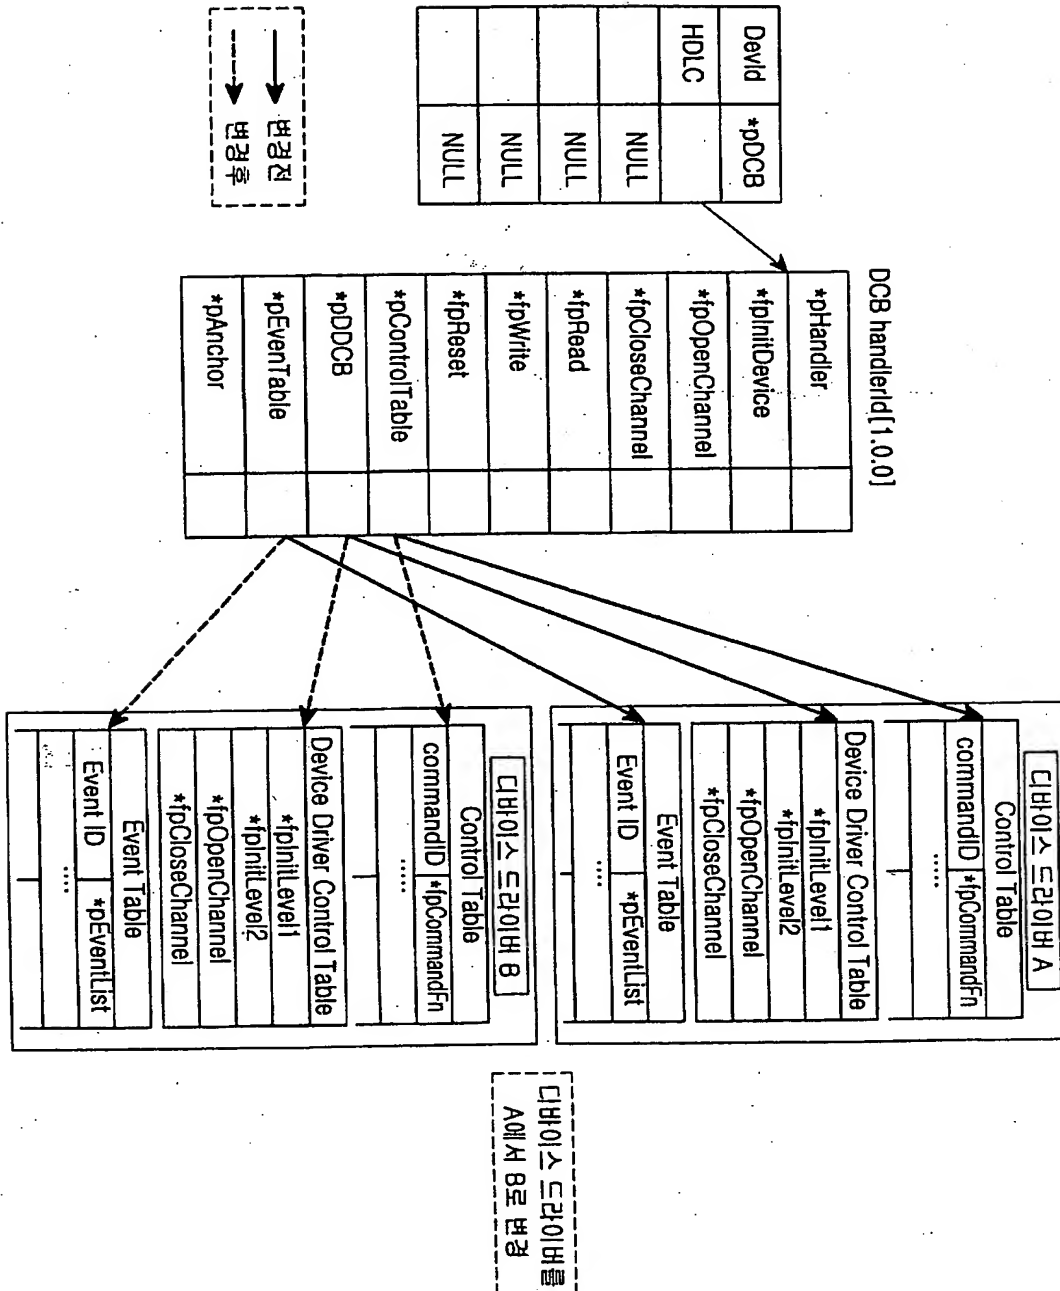 DevId *pDCB
HDLC
NULL
NULL
NULL
NULL
변경전
변경후
DCB handlerId[1.0.0]
*pHandler
*fpInitDevice
*fpOpenChannel
*fpCloseChannel
*fpRead
*fpWrite
*fpReset
*pControlTable
*pDDCB
*pEvenTable
*pAnchor
디바이스 드라이버 A
Control Table
commandID *fpCommandFn
.....
Device Driver Control Table
*fpInitLevel1
*fpInitLevel2
*fpOpenChannel
*fpCloseChannel
Event Table
Event ID *pEventList
....
디바이스 드라이버 B
Control Table
commandID *fpCommandFn
.....
Device Driver Control Table
*fpInitLevel1
*fpInitLevel2
*fpOpenChannel
*fpCloseChannel
Event Table
Event ID *pEventList
....
디바이스 드라이버를
A에서 B로 변경